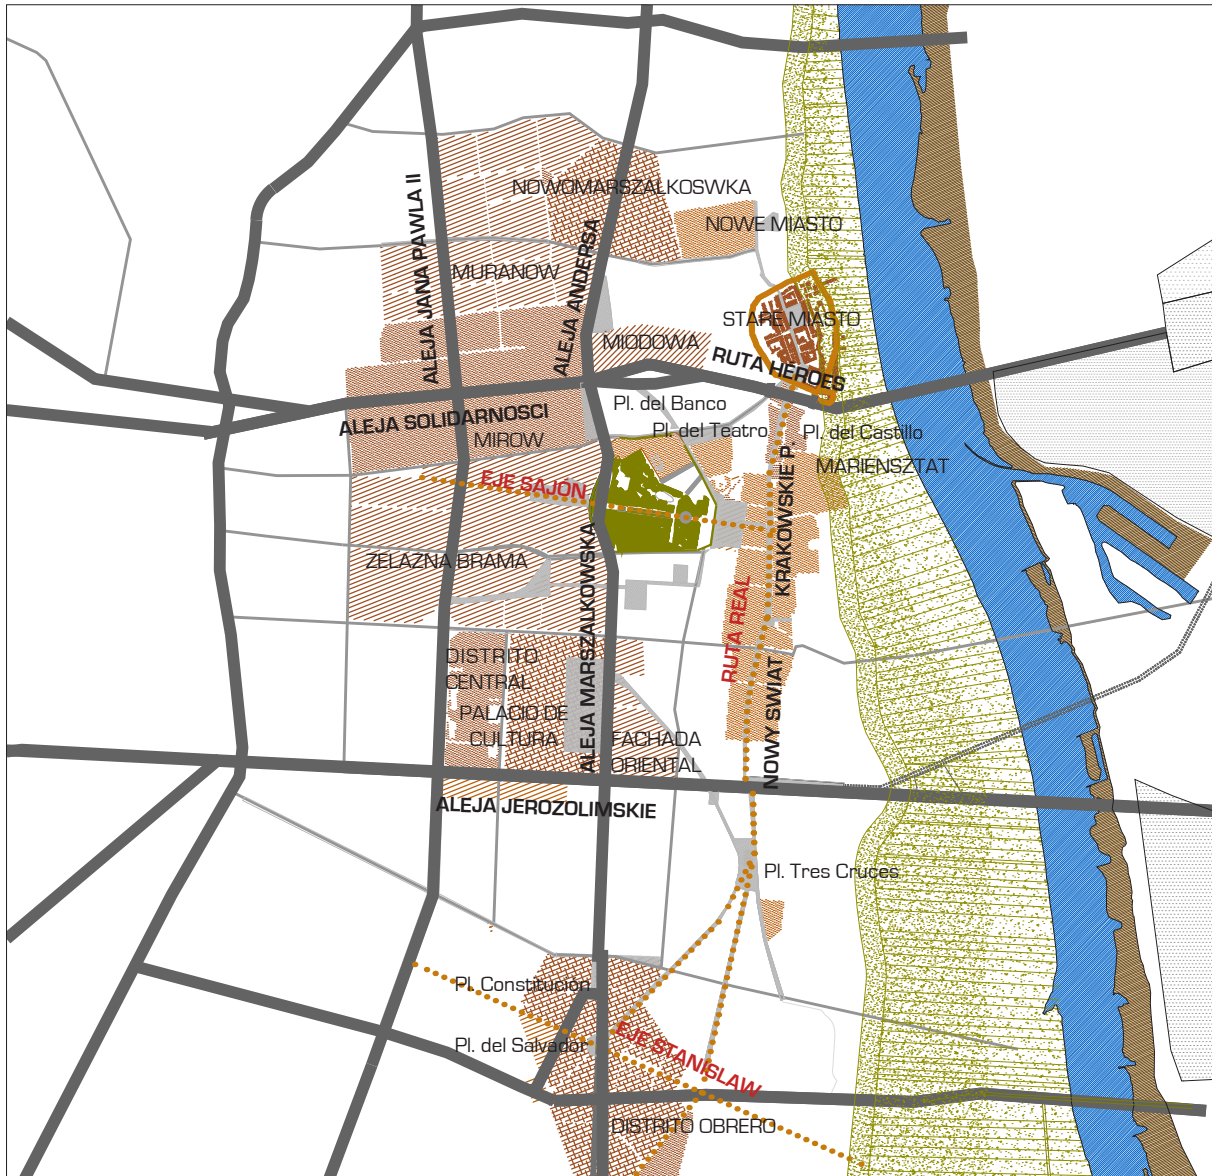 NOWOMARSZALKOSWKA
NOWE MIASTO
ALEJA JANA PAWLA II
ALEJA ANDERSA
MURANOW
STARE MIASTO
MIODOWA
RUTA HEROES
Pl. del Banco
ALEJA SOLIDARNOSCI
Pl. del Teatro
Pl. del Castillo
MIROW
MARIENSZTAT
EJE SAJON
KRAKOWSKIE P.
ZELAZNA BRAMA
ALEJA MARSZALKOWSKA
RUTA REAL
DISTRITO
CENTRAL
PALACIO DE
CULTURA
FACHADA
ORIENTAL
NOWY SWIAT
ALEJA JEROZOLIMSKIE
Pl. Tres Cruces
Pl. Constitución
Pl. del Salvador
EJE STANISLAW
DISTRITO OBRERO